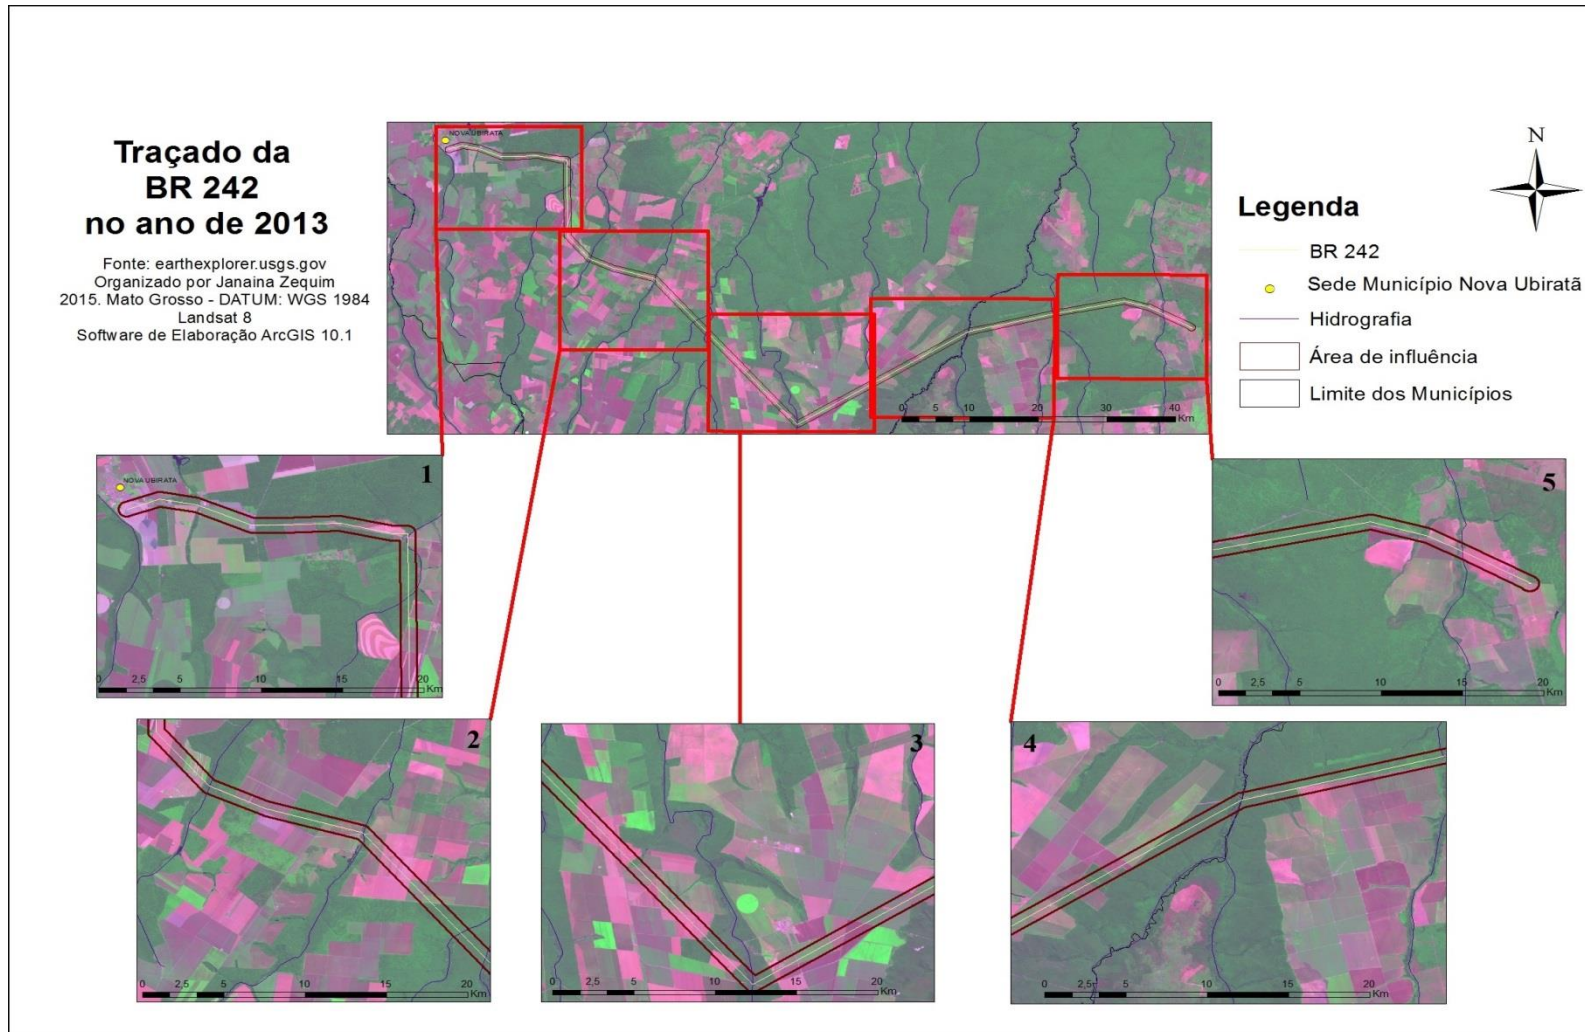 Traçado da
BR 242
no ano de 2013
Fonte: earthexplorer.usgs.gov
Organizado por Janaina Zequim
2015. Mato Grosso - DATUM: WGS 1984
Landsat 8
Software de Elaboração ArcGIS 10.1
NOVA UBIRATA
0 5 10 20 30 40
Km
N
Legenda
BR 242
Sede Município Nova Ubiratã
Hidrografia
Área de influência
Limite dos Municípios
1
NOVA UBIRATA
0 2,5 5 10 15 20
Km
5
0 2,5 5 10 15 20
Km
2
0 2,5 5 10 15 20
Km
3
0 2,5 5 10 15 20
Km
4
0 2,5 5 10 15 20
Km